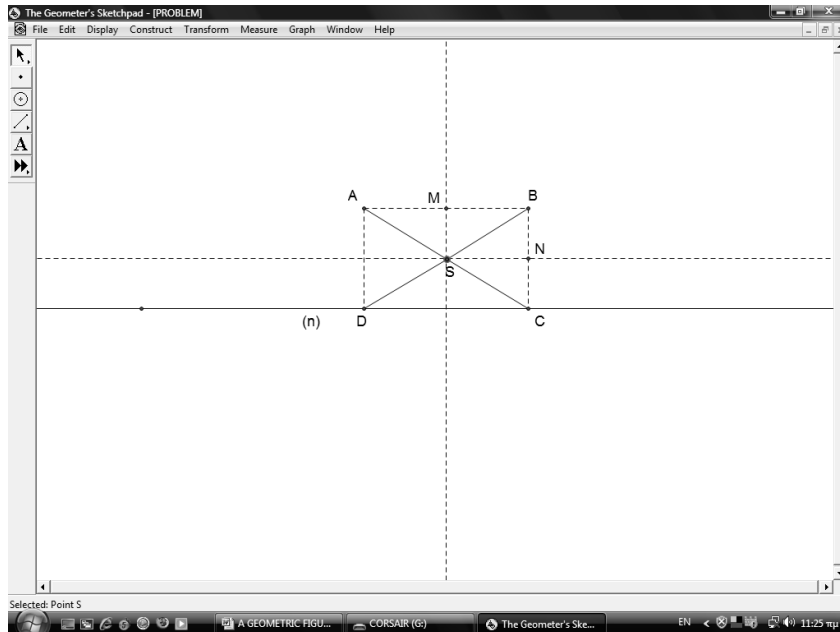 The Geometer's Sketchpad - [PROBLEM]
File Edit Display Construct Transform Measure Graph Window Help
A
A M B
N
S
(n) D C
Selected: Point S
A GEOMETRIC FIGU... CORSAIR (G:) The Geometer's Ske... EN 11:25 πμ